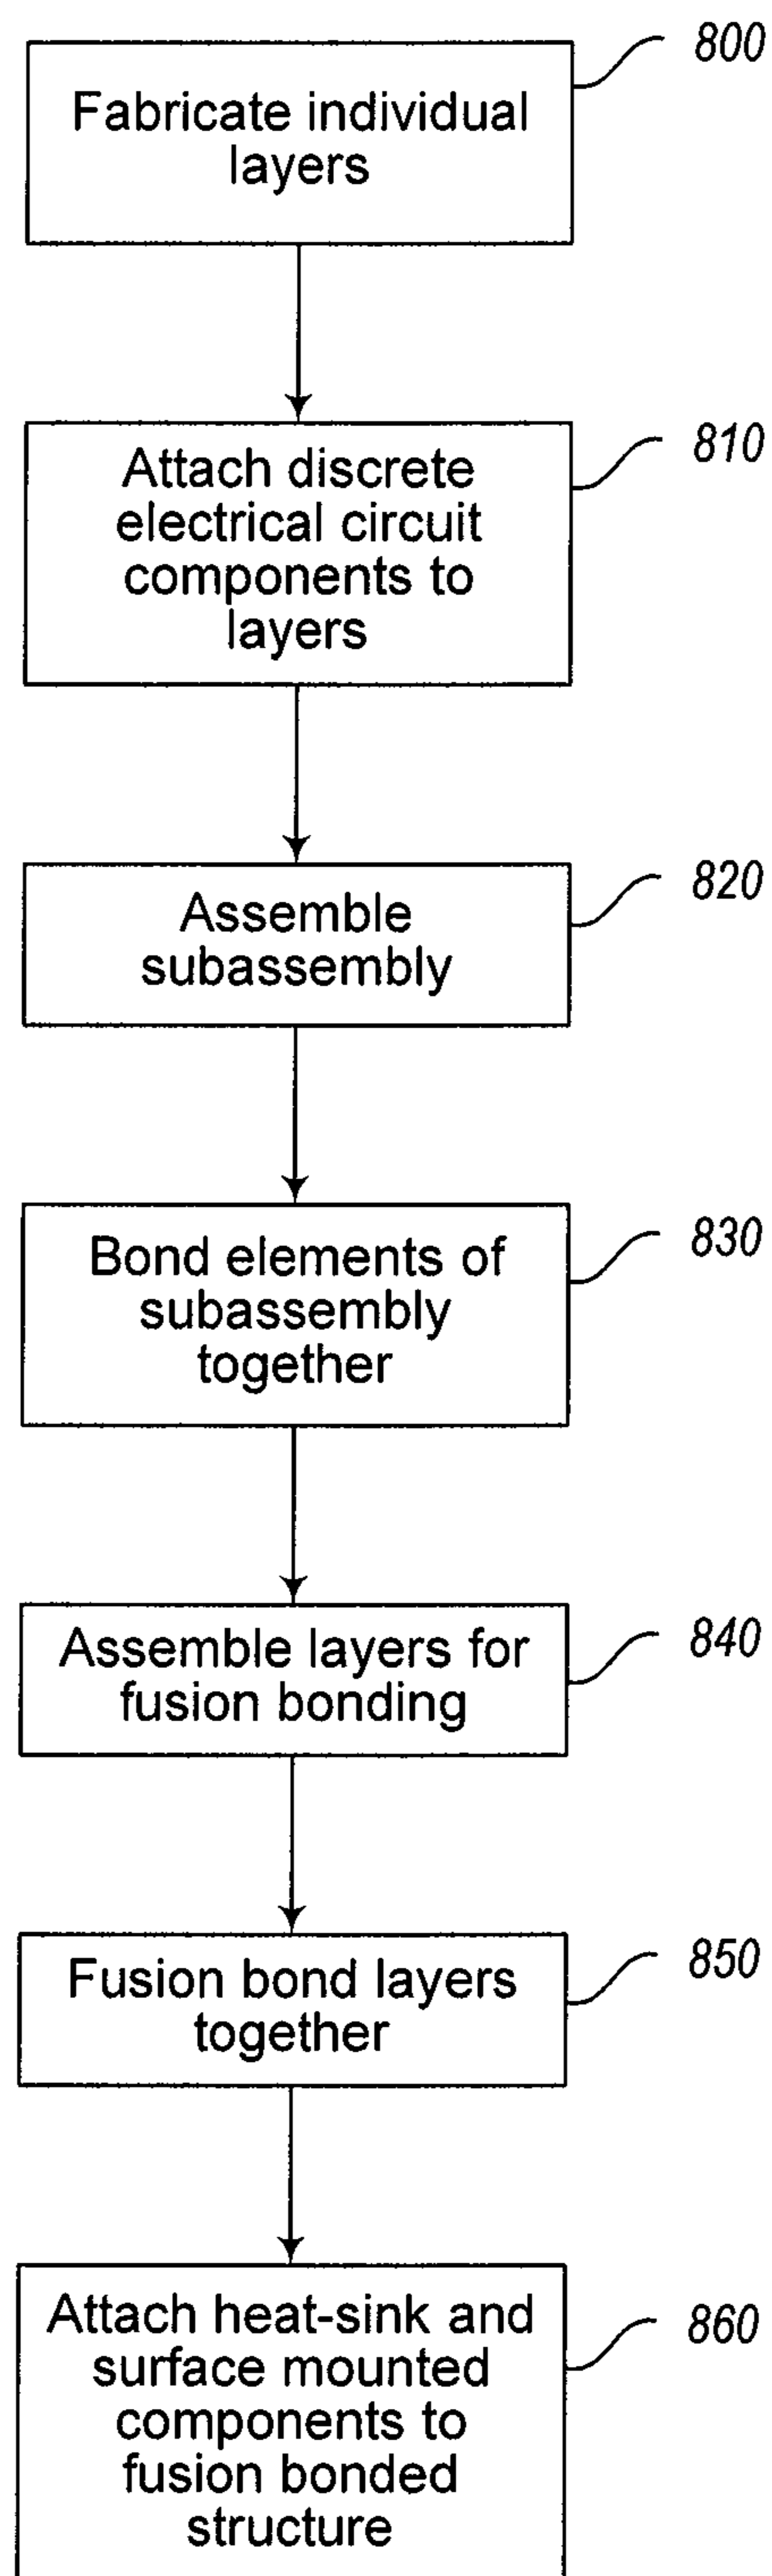 800
Fabricate individual
layers
810
Attach discrete
electrical circuit
components to
layers
820
Assemble
subassembly
830
Bond elements of
subassembly
together
840
Assemble layers for
fusion bonding
850
Fusion bond layers
together
860
Attach heat-sink and
surface mounted
components to
fusion bonded
structure